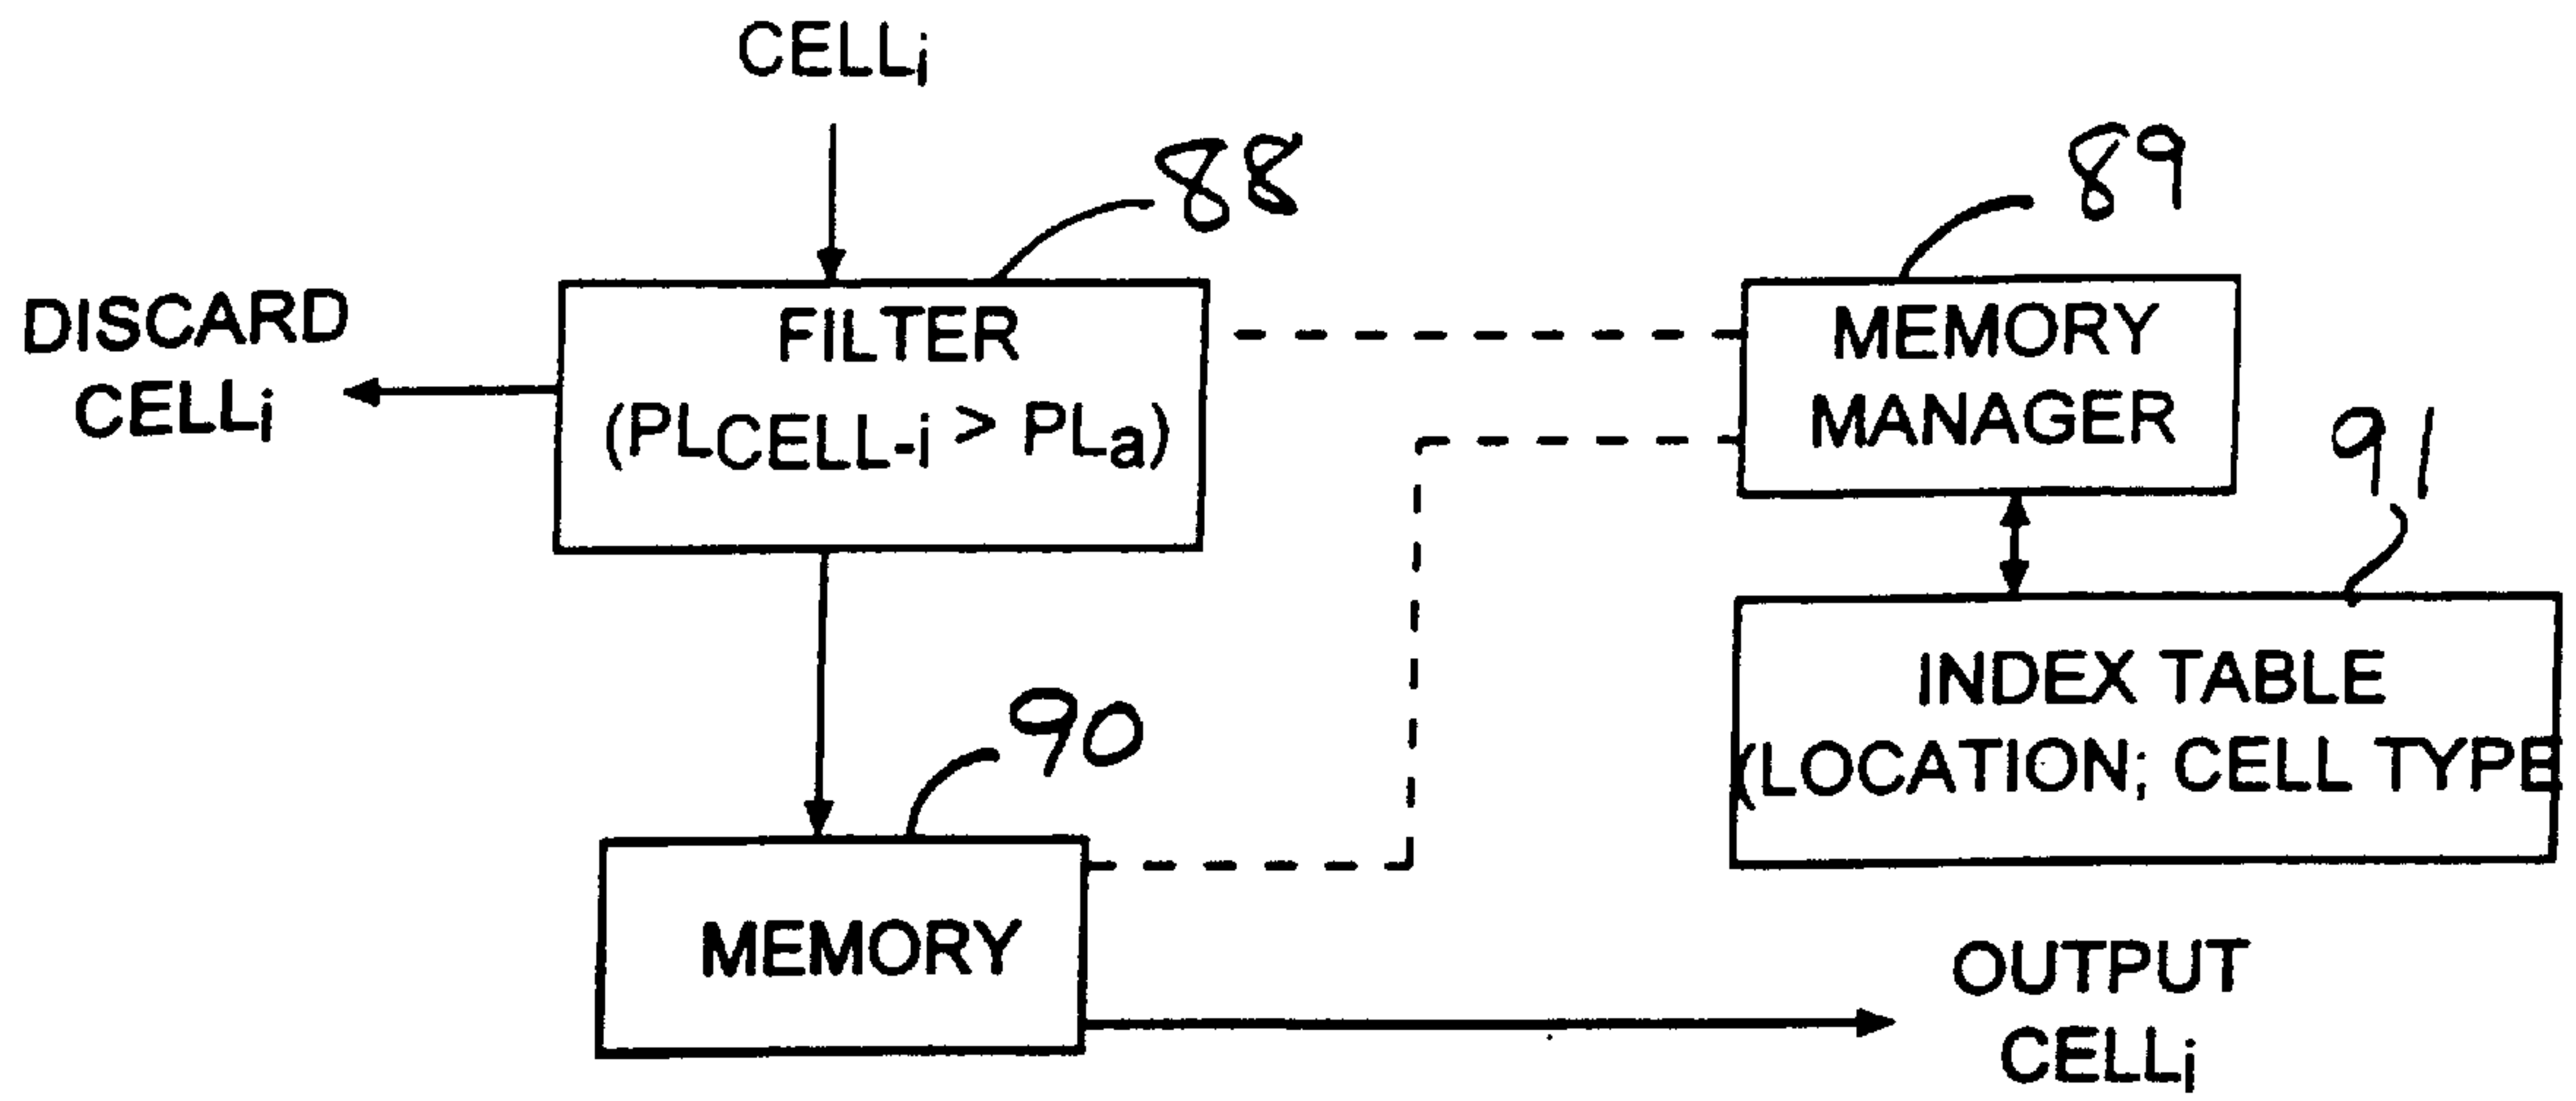 CELLi
88
89
DISCARD
CELLi
FILTER
(PLCELL-i > PLa)
MEMORY
MANAGER
91
INDEX TABLE
(LOCATION; CELL TYPE
90
MEMORY
OUTPUT
CELLi